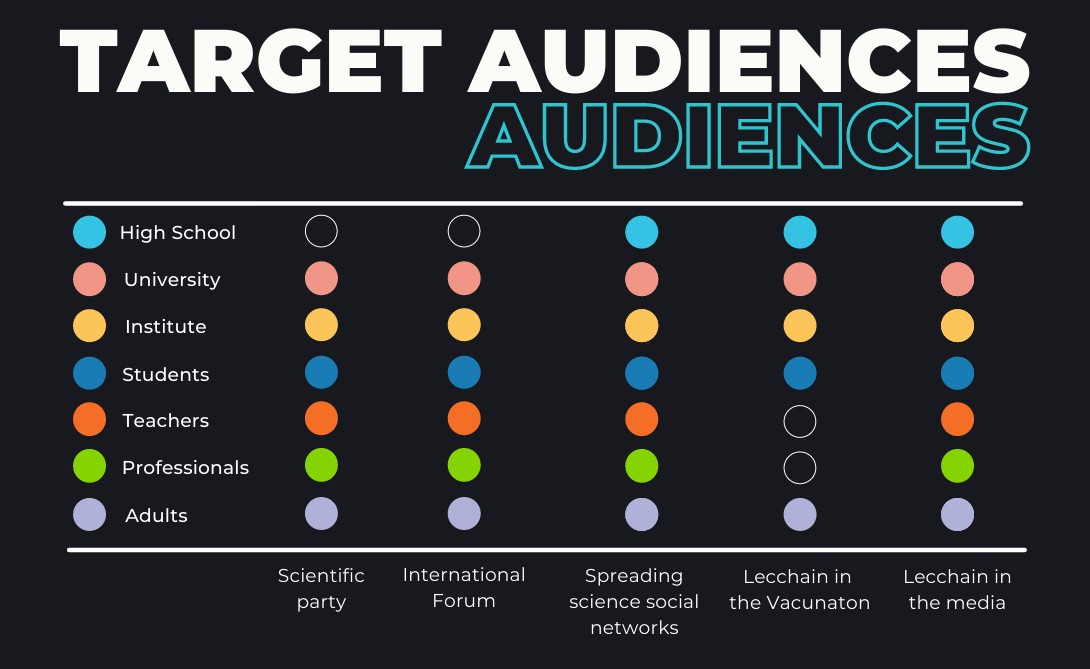 TARGET AUDIENCES
AUDIENCES
High School
University
Institute
Students
Teachers
Professionals
Adults
Scientific
party
International
Forum
Spreading
science social
networks
Lecchain in
the Vacunaton
Lecchain in
the media